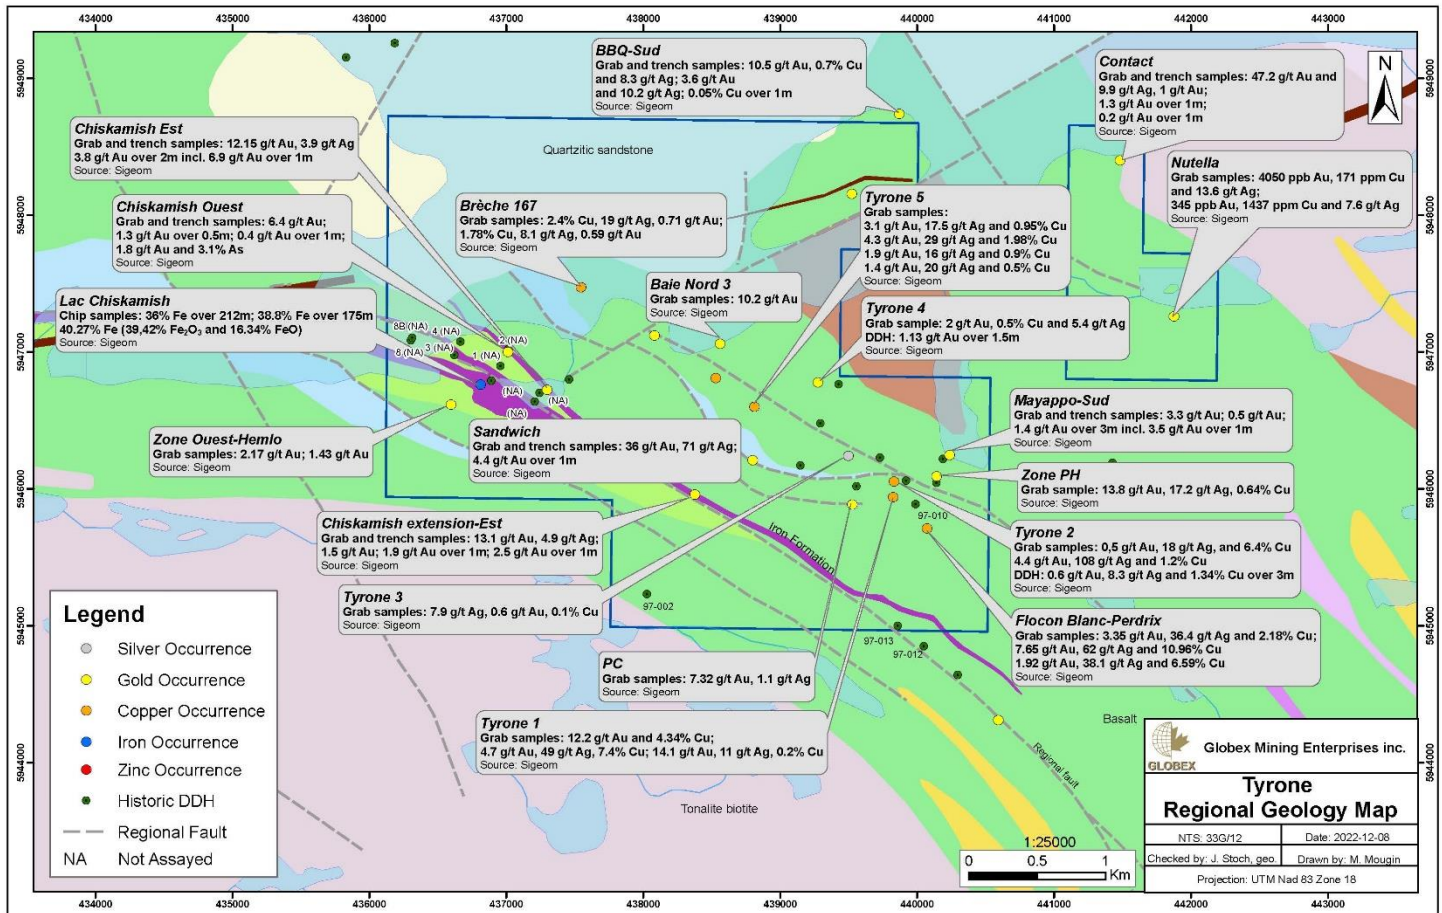 434000 435000 436000 437000 438000 439000 440000 441000 442000 443000
5949000
5948000
5947000
5946000
5945000
5944000
5949000
5948000
5947000
5946000
5945000
5944000
BBQ-Sud
Grab and trench samples: 10.5 g/t Au, 0.7% Cu
and 8.3 g/t Ag; 3.6 g/t Au
and 10.2 g/t Ag; 0.05% Cu over 1m
Source: Sigeom
Contact
Grab and trench samples: 47.2 g/t Au and
9.9 g/t Ag, 1 g/t Au;
1.3 g/t Au over 1m;
0.2 g/t Au over 1m
Source: Sigeom
N
Chiskamish Est
Grab and trench samples: 12.15 g/t Au, 3.9 g/t Ag
3.8 g/t Au over 2m incl. 6.9 g/t Au over 1m
Source: Sigeom
Quartzitic sandstone
Nutella
Grab samples: 4050 ppb Au, 171 ppm Cu
and 13.6 g/t Ag;
345 ppb Au, 1437 ppm Cu and 7.6 g/t Ag
Source: Sigeom
Chiskamish Ouest
Grab and trench samples: 6.4 g/t Au;
1.3 g/t Au over 0.5m; 0.4 g/t Au over 1m;
1.8 g/t Au and 3.1% As
Source: Sigeom
Brèche 167
Grab samples: 2.4% Cu, 19 g/t Ag, 0.71 g/t Au;
1.78% Cu, 8.1 g/t Ag, 0.59 g/t Au
Source: Sigeom
Tyrone 5
Grab samples:
3.1 g/t Au, 17.5 g/t Ag and 0.95% Cu
4.3 g/t Au, 29 g/t Ag and 1.98% Cu
1.9 g/t Au, 16 g/t Ag and 0.9% Cu
1.4 g/t Au, 20 g/t Ag and 0.5% Cu
Source: Sigeom
Baie Nord 3
Grab samples: 10.2 g/t Au
Source: Sigeom
Lac Chiskamish
Chip samples: 36% Fe over 212m; 38.8% Fe over 175m
40.27% Fe (39,42% Fe₂O₃ and 16.34% FeO)
Source: Sigeom
Tyrone 4
Grab sample: 2 g/t Au, 0.5% Cu and 5.4 g/t Ag
DDH: 1.13 g/t Au over 1.5m
Source: Sigeom
8B (NA)
4 (NA)
2 (NA)
3 (NA)
8 (NA)
1 (NA)
(NA)
(NA)
(NA)
Mayappo-Sud
Grab and trench samples: 3.3 g/t Au; 0.5 g/t Au;
1.4 g/t Au over 3m incl. 3.5 g/t Au over 1m
Source: Sigeom
Zone Ouest-Hemlo
Grab samples: 2.17 g/t Au; 1.43 g/t Au
Source: Sigeom
Sandwich
Grab and trench samples: 36 g/t Au, 71 g/t Ag;
4.4 g/t Au over 1m
Source: Sigeom
Zone PH
Grab sample: 13.8 g/t Au, 17.2 g/t Ag, 0.64% Cu
Source: Sigeom
97-010
Chiskamish extension-Est
Grab and trench samples: 13.1 g/t Au, 4.9 g/t Ag;
1.5 g/t Au; 1.9 g/t Au over 1m; 2.5 g/t Au over 1m
Source: Sigeom
Iron Formation
Tyrone 2
Grab samples: 0,5 g/t Au, 18 g/t Ag, and 6.4% Cu
4.4 g/t Au, 108 g/t Ag and 1.2% Cu
DDH: 0.6 g/t Au, 8.3 g/t Ag and 1.34% Cu over 3m
Source: Sigeom
Tyrone 3
Grab samples: 7.9 g/t Ag, 0.6 g/t Au, 0.1% Cu
Source: Sigeom
97-002
97-013
97-012
Flocon Blanc-Perdrix
Grab samples: 3.35 g/t Au, 36.4 g/t Ag and 2.18% Cu;
7.65 g/t Au, 62 g/t Ag and 10.96% Cu
1.92 g/t Au, 38.1 g/t Ag and 6.59% Cu
Source: Sigeom
PC
Grab samples: 7.32 g/t Au, 1.1 g/t Ag
Source: Sigeom
Tyrone 1
Grab samples: 12.2 g/t Au and 4.34% Cu;
4.7 g/t Au, 49 g/t Ag, 7.4% Cu; 14.1 g/t Au, 11 g/t Ag, 0.2% Cu
Source: Sigeom
Basalt
Regional fault
Tonalite biotite
Legend
Silver Occurrence
Gold Occurrence
Copper Occurrence
Iron Occurrence
Zinc Occurrence
Historic DDH
Regional Fault
NA Not Assayed
1:25000
0 0.5 1
Km
GLOBEX
Globex Mining Enterprises inc.
Tyrone
Regional Geology Map
NTS: 33G/12 Date: 2022-12-08
Checked by: J. Stoch, geo. Drawn by: M. Mougin
Projection: UTM Nad 83 Zone 18
434000 435000 436000 437000 438000 439000 440000 441000 442000 443000